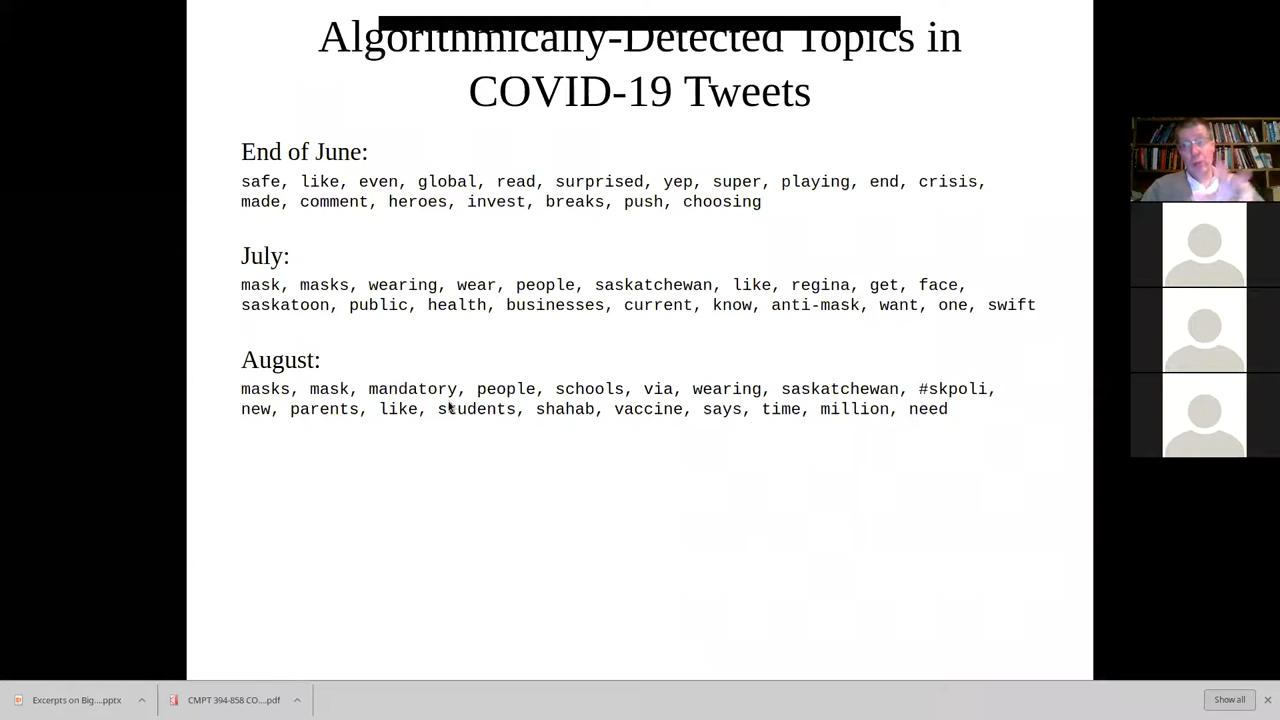 Algorithmically-Detected Topics in
COVID-19 Tweets
End of June:
safe, like, even, global, read, surprised, yep, super, playing, end, crisis,
made, comment, heroes, invest, breaks, push, choosing
July:
mask, masks, wearing, wear, people, saskatchewan, like, regina, get, face,
saskatoon, public, health, businesses, current, know, anti-mask, want, one, swift
August:
masks, mask, mandatory, people, schools, via, wearing, saskatchewan, #skpoli,
new, parents, like, students, shahab, vaccine, says, time, million, need
Excerpts on Big....pptx
CMPT 394-858 CO....pdf
Show all